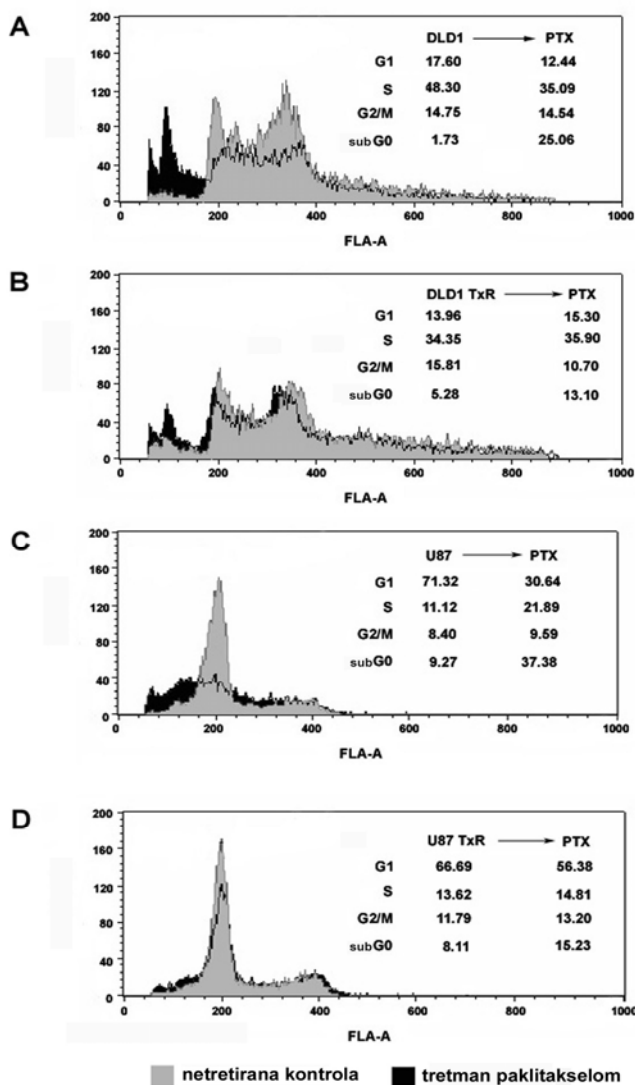 A
200
160
120
80
40
0
DLD1 PTX
G1 17.60 12.44
S 48.30 35.09
G2/M 14.75 14.54
subG0 1.73 25.06
0 200 400 600 800 1000
FLA-A
B
200
160
120
80
40
0
DLD1 TxR PTX
G1 13.96 15.30
S 34.35 35.90
G2/M 15.81 10.70
subG0 5.28 13.10
0 200 400 600 800 1000
FLA-A
C
200
160
120
80
40
0
U87 PTX
G1 71.32 30.64
S 11.12 21.89
G2/M 8.40 9.59
subG0 9.27 37.38
0 200 400 600 800 1000
FLA-A
D
200
160
120
80
40
0
U87 TxR PTX
G1 66.69 56.38
S 13.62 14.81
G2/M 11.79 13.20
subG0 8.11 15.23
0 200 400 600 800 1000
FLA-A
netretirana kontrola tretman paklitakselom